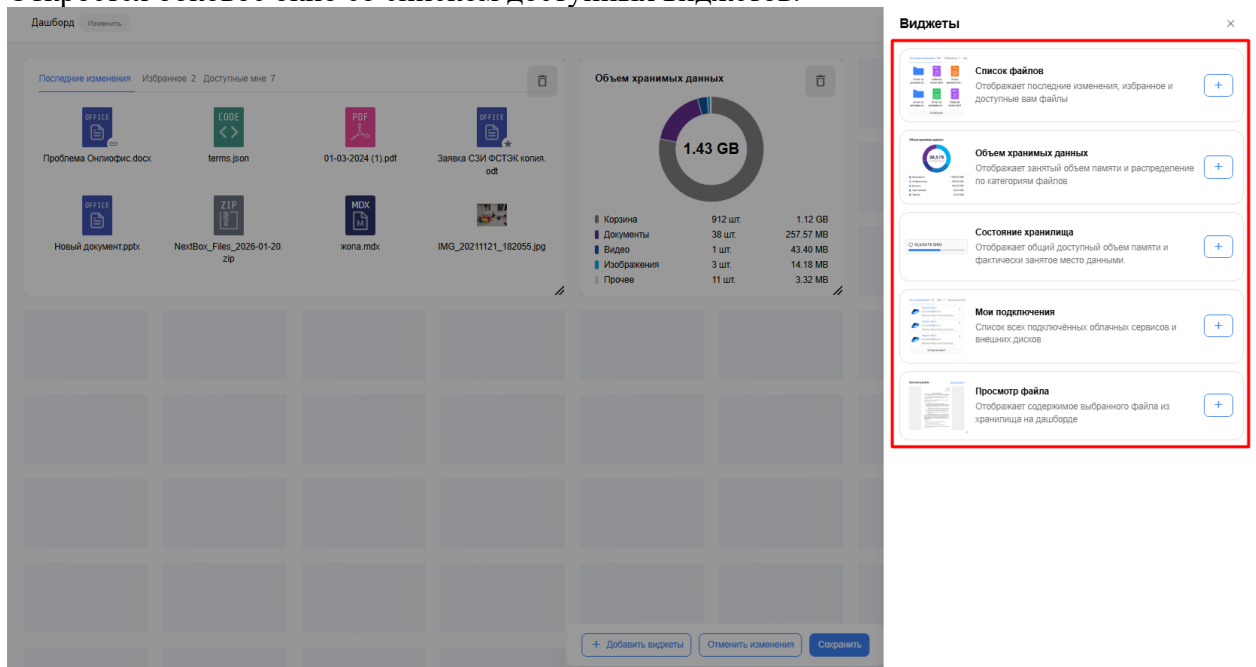 Откроется боковое окно со списком доступных виджетов:
Дашборд Изменить
Последние изменения Избранное 2 Доступные мне 7
OFFICE
CODE
PDF
OFFICE
Проблема Онлиофис.docx
terms.json
01-03-2024 (1).pdf
Заявка СЗИ ФСТЭК копия.
odt
OFFICE
ZIP
MDX
Новый документ.pptx
NextBox_Files_2026-01-20.
zip
жопа.mdx
IMG_20211121_182055.jpg
Объем хранимых данных
1.43 GB
Корзина 912 шт. 1.12 GB
Документы 38 шт. 257.57 MB
Видео 1 шт. 43.40 MB
Изображения 3 шт. 14.18 MB
Прочее 11 шт. 3.32 MB
+ Добавить виджеты Отменить изменения Сохранить
Виджеты
Список файлов
Отображает последние изменения, избранное и
доступные вам файлы
Объем хранимых данных
Отображает занятый объем памяти и распределение
по категориям файлов
Состояние хранилища
Отображает общий доступный объем памяти и
фактически занятое место данными.
Мои подключения
Список всех подключённых облачных сервисов и
внешних дисков
Просмотр файла
Отображает содержимое выбранного файла из
хранилища на дашборде